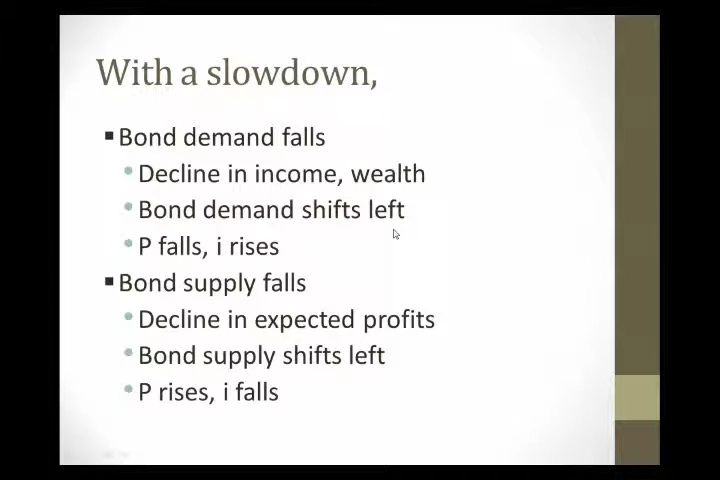 With a slowdown,
▪Bond demand falls
•Decline in income, wealth
•Bond demand shifts left
•P falls, i rises
▪Bond supply falls
•Decline in expected profits
•Bond supply shifts left
•P rises, i falls